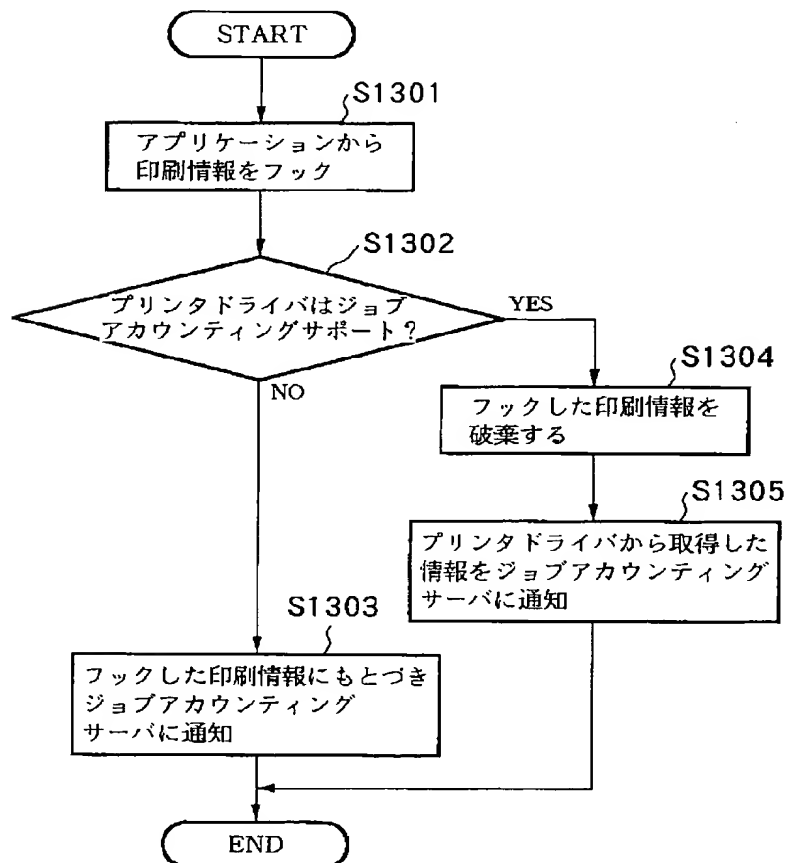 START
S1301
アプリケーションから
印刷情報をフック
S1302
プリンタドライバはジョブ
アカウンティングサポート?
YES
NO
S1304
フックした印刷情報を
破棄する
S1305
プリンタドライバから取得した
情報をジョブアカウンティング
サーバに通知
S1303
フックした印刷情報にもとづき
ジョブアカウンティング
サーバに通知
END